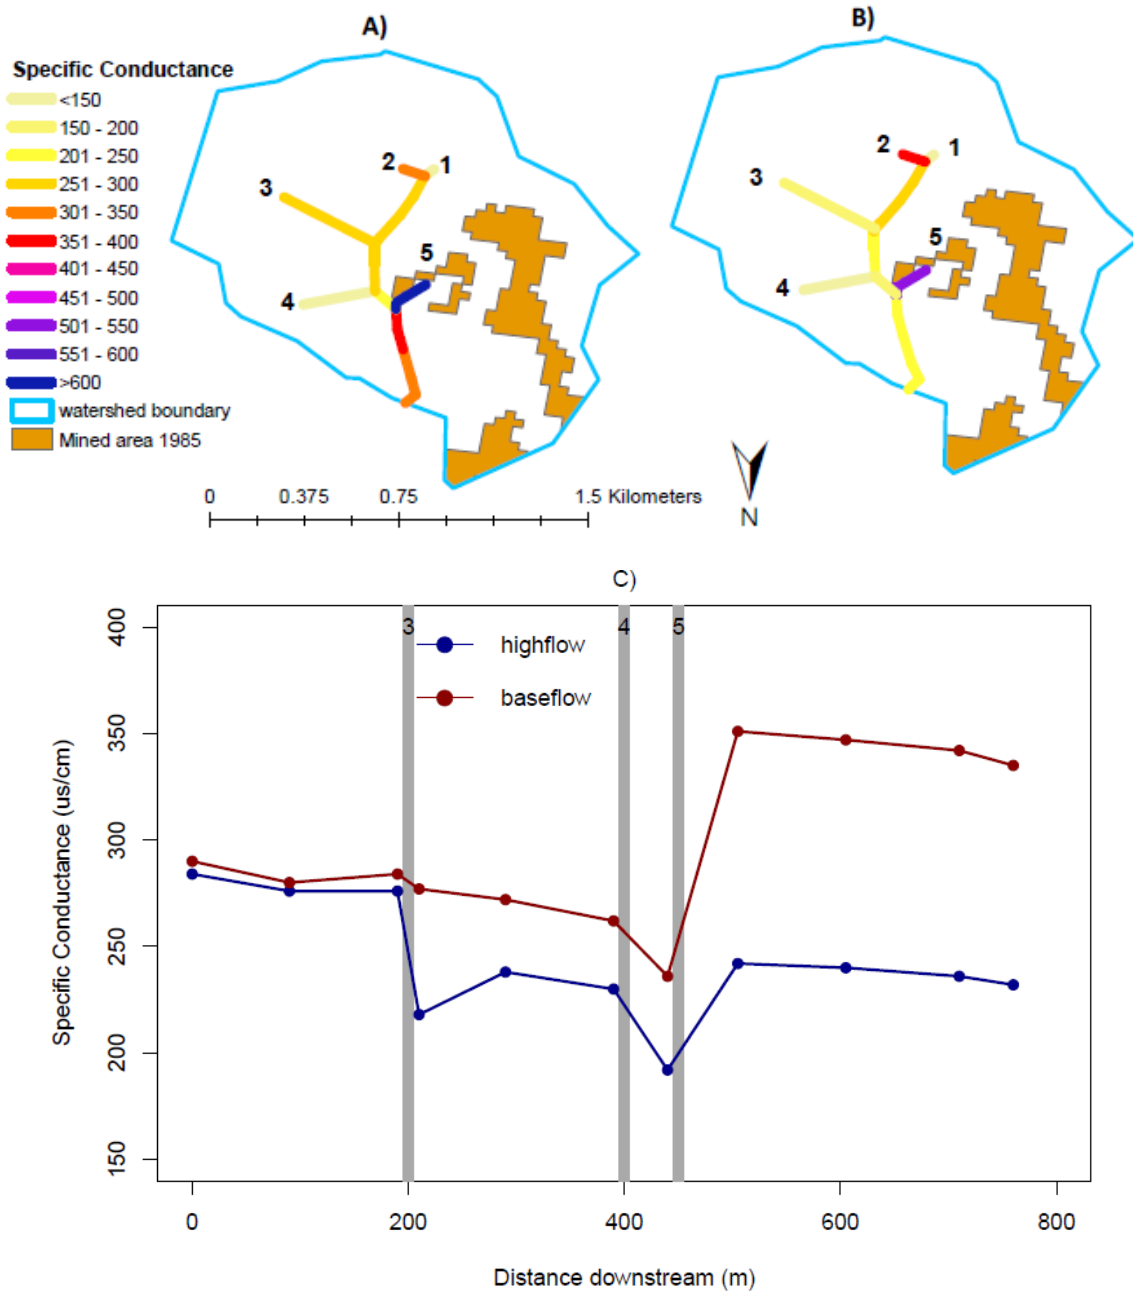 A)
B)
Specific Conductance
<150
150 - 200
201 - 250
251 - 300
301 - 350
351 - 400
401 - 450
451 - 500
501 - 550
551 - 600
>600
watershed boundary
Mined area 1985
2 1
3
5
4
2 1
3
5
4
0 0.375 0.75 1.5 Kilometers
N
C)
3 4 5
highflow
baseflow
Specific Conductance (us/cm)
400
350
300
250
200
150
0 200 400 600 800
Distance downstream (m)